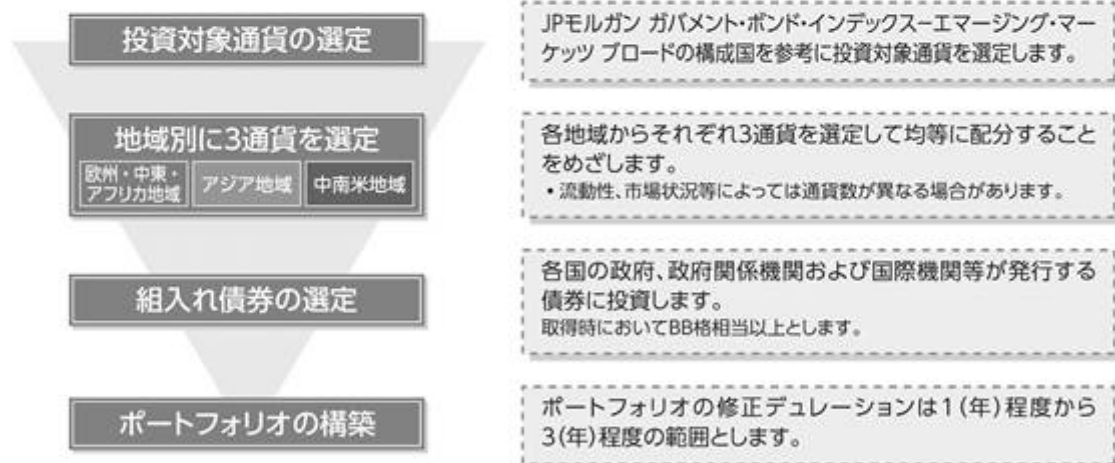 投資対象通貨の選定
JPモルガン ガバメント・ボンド・インデックス−エマージング・マー
ケッツ ブロードの構成国を参考に投資対象通貨を選定します。
地域別に3通貨を選定
欧州・中東・
アフリカ地域
アジア地域
中南米地域
各地域からそれぞれ3通貨を選定して均等に配分すること
をめざします。
• 流動性、市場状況等によっては通貨数が異なる場合があります。
組入れ債券の選定
各国の政府、政府関係機関および国際機関等が発行する
債券に投資します。
取得時においてBB格相当以上とします。
ポートフォリオの構築
ポートフォリオの修正デュレーションは1(年)程度から
3(年)程度の範囲とします。